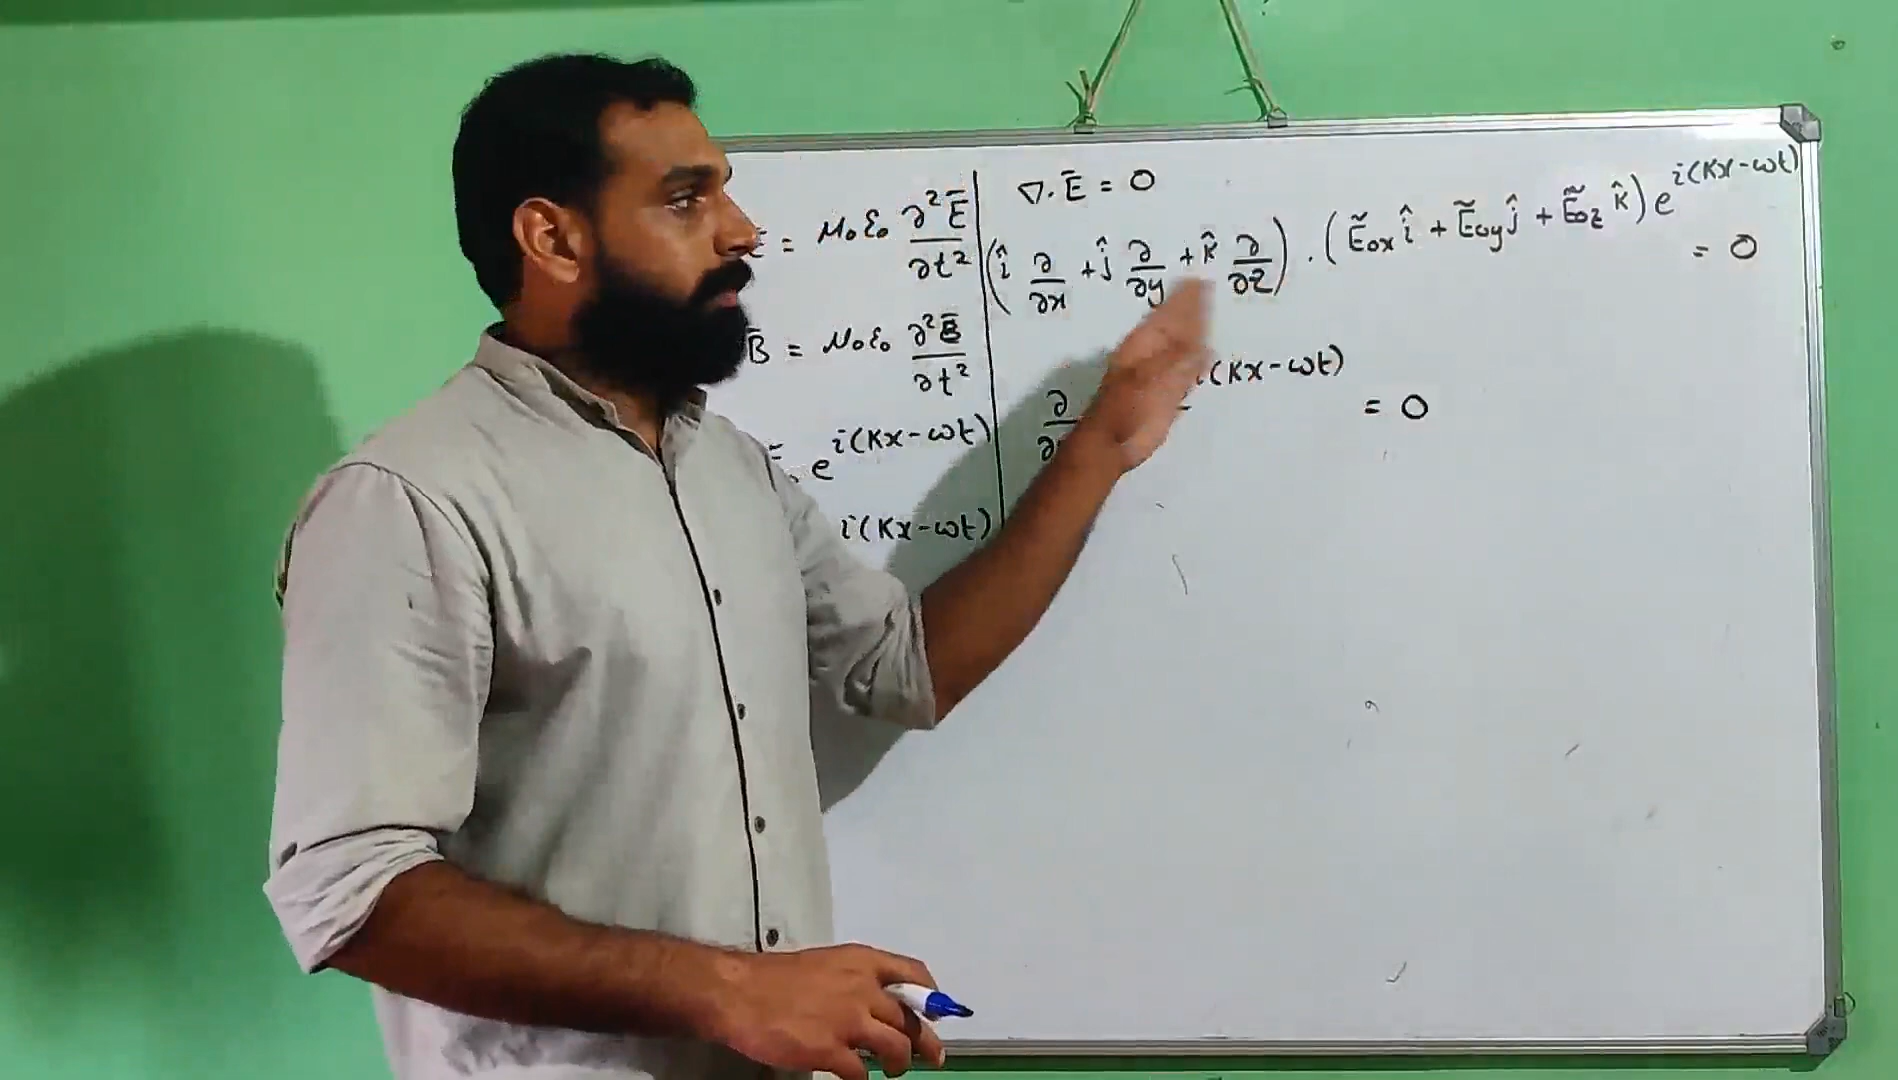 = μ₀ε₀ ∂²Ē/∂t²
B̄ = μ₀ε₀ ∂²B̄/∂t²
= e^{i(Kx-ωt)}
i(Kx-ωt)
∇. Ē = 0
(î ∂/∂x + ĵ ∂/∂y + k̂ ∂/∂z) . (Ẽ₀ₓ î + Ẽ₀y ĵ + Ẽ₀z k̂) e^{i(Kx-ωt)} = 0
∂ i(Kx-ωt) = 0